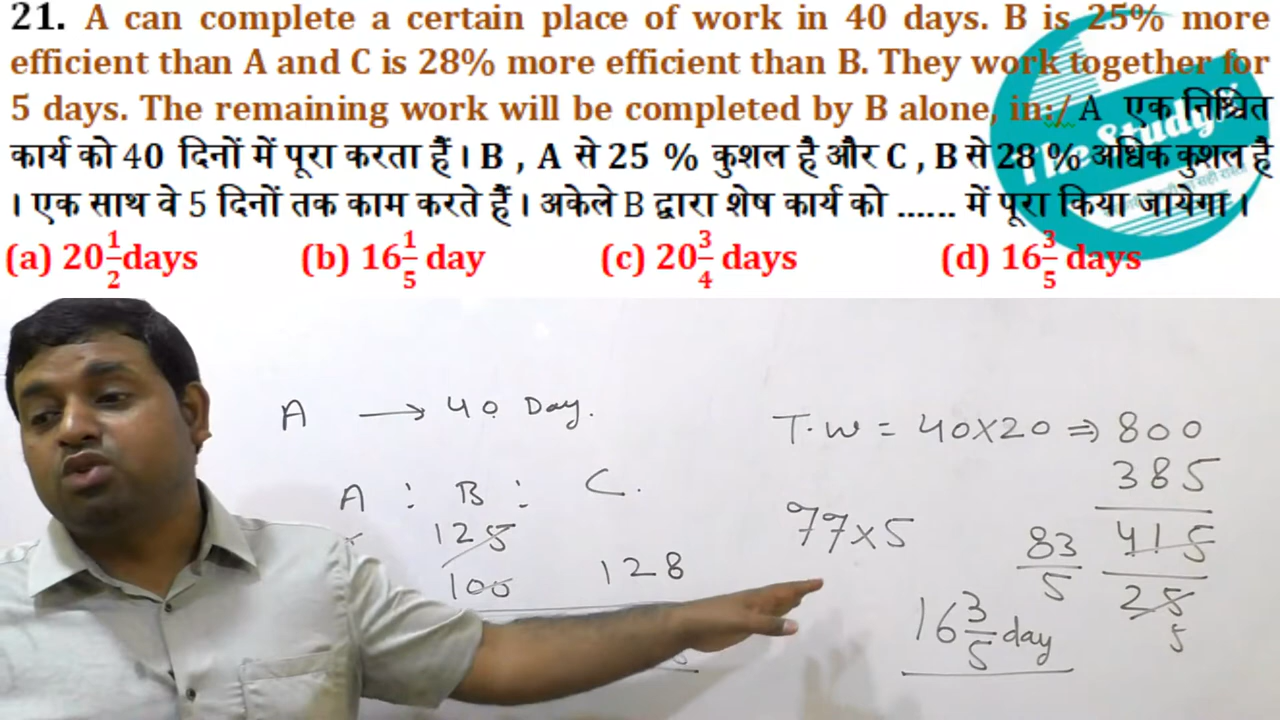 21. A can complete a certain place of work in 40 days. B is 25% more
efficient than A and C is 28% more efficient than B. They work together for
5 days. The remaining work will be completed by B alone, in:/ A एक निश्चित
कार्य को 40 दिनों में पूरा करता हैं। B , A से 25 % कुशल है और C , B से 28 % अधिक कुशल है
। एक साथ वे 5 दिनों तक काम करते हैं। अकेले B द्वारा शेष कार्य को ...... में पूरा किया जायेगा ।
(a) 20 1/2 days (b) 16 1/5 day (c) 20 3/4 days (d) 16 3/5 days
The Study
A → 40 Day.
A : B : C.
125
100 128
T.W = 40×20 ⇒ 800
385
77×5
83/5 415/25
5
16 3/5 day